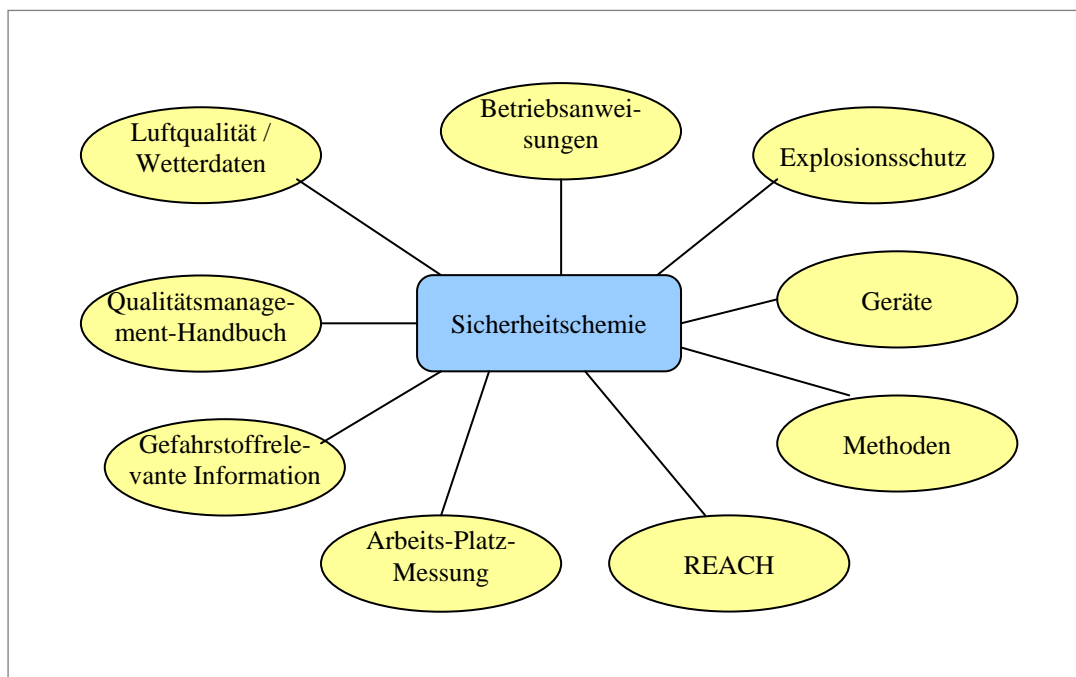 Luftqualität /
Wetterdaten
Betriebsanwei-
sungen
Explosionsschutz
Qualitätsmanage-
ment-Handbuch
Sicherheitschemie
Geräte
Gefahrstoffrele-
vante Information
Methoden
Arbeits-Platz-
Messung
REACH